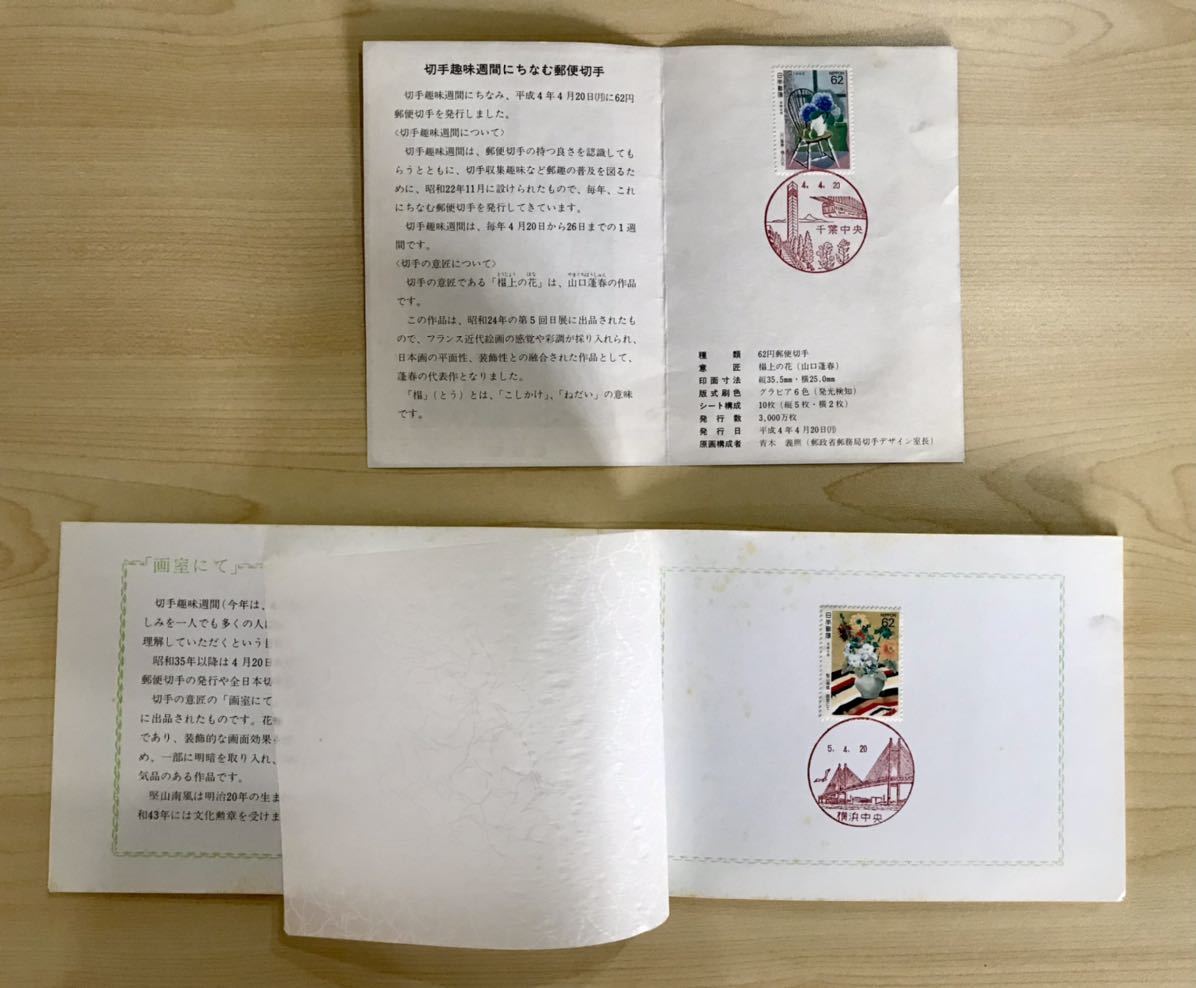 切手趣味週間にちなむ郵便切手
切手趣味週間にちなみ、平成4年4月20日㈪に62円
郵便切手を発行しました。
〈切手趣味週間について〉
切手趣味週間は、郵便切手の持つ良さを認識しても
らうとともに、切手収集趣味など郵趣の普及を図るた
めに、昭和22年11月に設けられたもので、毎年、これ
にちなむ郵便切手を発行してきています。
切手趣味週間は、毎年4月20日から26日までの1週
間です。
〈切手の意匠について〉
切手の意匠である「榻上の花」は、山口蓬春の作品
とうじょう はな やまぐちほうしゅん
です。
この作品は、昭和24年の第5回日展に出品されたも
ので、フランス近代絵画の感覚や彩調が採り入れられ、
日本画の平面性、装飾性との融合された作品として、
蓬春の代表作となりました。
「榻」(とう)とは、「こしかけ」、「ねだい」の意味
です。
NIPPON
62
日本郵便
4. 4. 20
千葉中央
種類 62円郵便切手
意匠 榻上の花(山口蓬春)
印面寸法 縦35.5mm・横25.0mm
版式刷色 グラビア6色(発光検知)
シート構成 10枚(縦5枚・横2枚)
発行数 3,000万枚
発行日 平成4年4月20日㈪
原画構成者 青木 義照(郵政省郵務局切手デザイン室長)
「画室にて」
切手趣味週間(今年は、
しみを一人でも多くの人に
理解していただくという目
昭和35年以降は4月20日
郵便切手の発行や全日本切
切手の意匠の「画室にて
に出品されたものです。花
であり、装飾的な画面効果
め、一部に明暗を取り入れ、
気品のある作品です。
堅山南風は明治20年の生ま
和43年には文化勲章を受けま
NIPPON
62
日本郵便
5. 4. 20
横浜中央